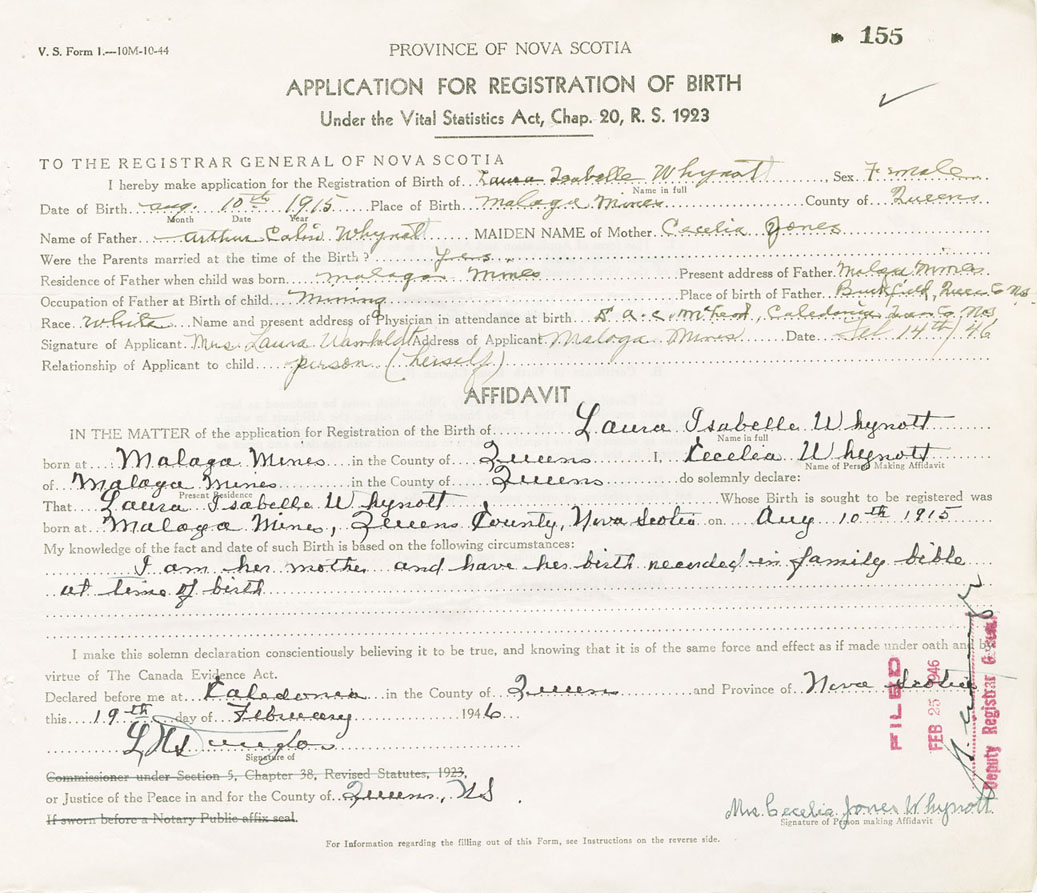 V. S. Form 1.—10M-10-44
155
PROVINCE OF NOVA SCOTIA
APPLICATION FOR REGISTRATION OF BIRTH
Under the Vital Statistics Act, Chap. 20, R. S. 1923
TO THE REGISTRAR GENERAL OF NOVA SCOTIA
I hereby make application for the Registration of Birth of Laura Isabelle Whynott Sex Female
Name in full
Date of Birth Aug. 10th 1915 Place of Birth Malaga Mines County of Queens
Month Date Year
Name of Father Arthur Calvin Whynott MAIDEN NAME of Mother Cecelia Jones
Were the Parents married at the time of the Birth? Yes
Residence of Father when child was born Malaga Mines Present address of Father Malaga Mines
Occupation of Father at Birth of child Mining Place of birth of Father Buckfield, Queens Co N.S.
Race White Name and present address of Physician in attendance at birth Caledonia
Signature of Applicant Mrs. Laura Address of Applicant Malaga Mines Date Feb 14th / 46
Relationship of Applicant to child person (herself)
AFFIDAVIT
IN THE MATTER of the application for Registration of the Birth of Laura Isabelle Whynott
Name in full
born at Malaga Mines in the County of Queens I, Cecelia Whynott
Name of Person Making Affidavit
of Malaga Mines in the County of Queens do solemnly declare:
Present Residence
That Laura Isabelle Whynott Whose Birth is sought to be registered was
born at Malaga Mines, Queens County, Nova Scotia on Aug 10th 1915
My knowledge of the fact and date of such Birth is based on the following circumstances:
I am her mother and have her birth recorded in family bible
at time of birth
I make this solemn declaration conscientiously believing it to be true, and knowing that it is of the same force and effect as if made under oath and by
virtue of The Canada Evidence Act.
Declared before me at Caledonia in the County of Queens and Province of Nova Scotia
this 19th day of February 1946
Signature of
Commissioner under Section 5, Chapter 38, Revised Statutes, 1923,
or Justice of the Peace in and for the County of Queens, NS.
If sworn before a Notary Public affix seal.
Mrs. Cecelia Jones Whynott
Signature of Person making Affidavit
For Information regarding the filling out of this Form, see Instructions on the reverse side.
FILED
FEB 25 1946
Deputy Registrar General